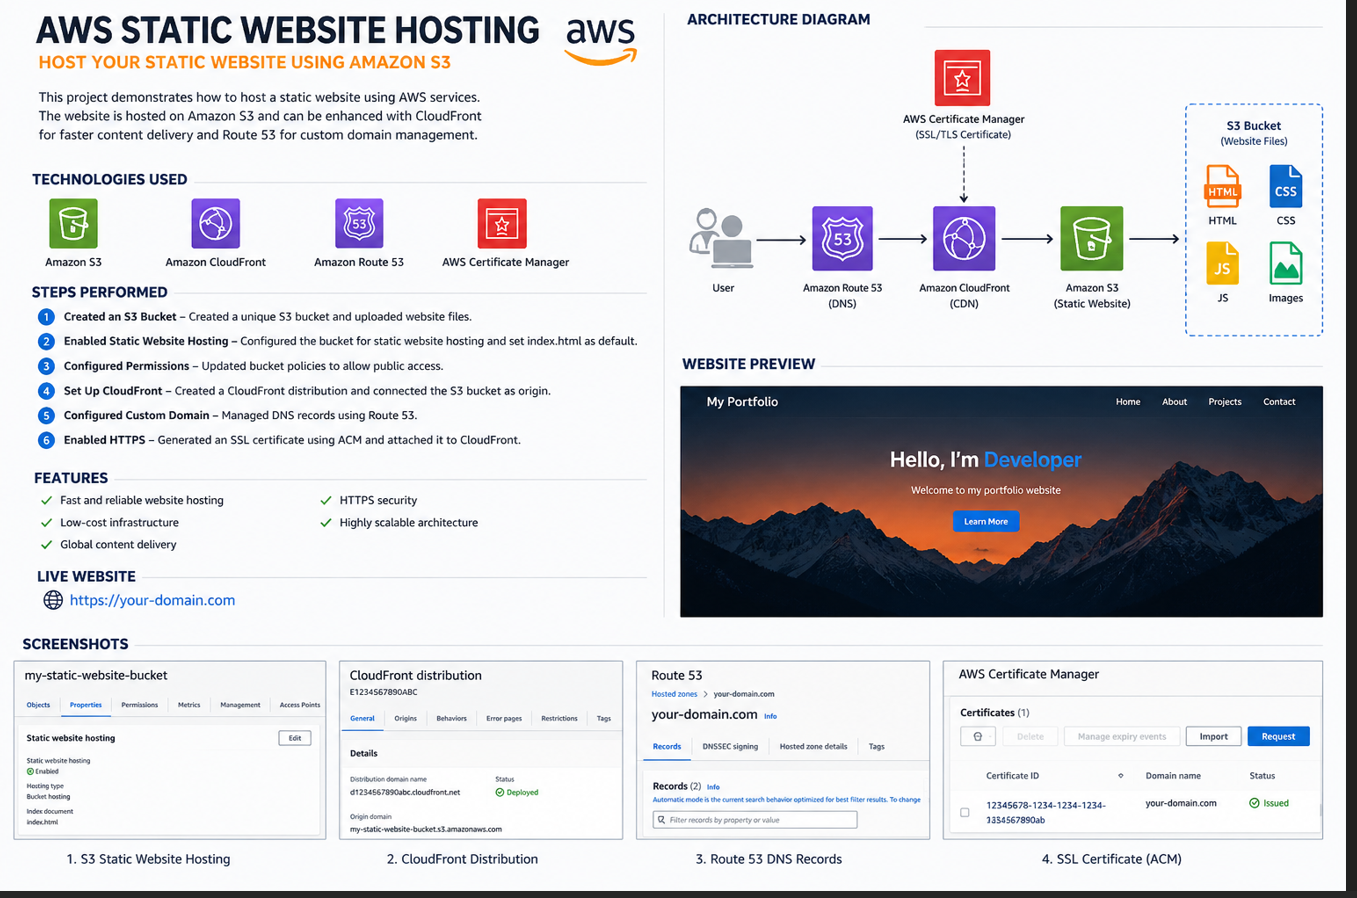 AWS STATIC WEBSITE HOSTING
aws
HOST YOUR STATIC WEBSITE USING AMAZON S3
This project demonstrates how to host a static website using AWS services.
The website is hosted on Amazon S3 and can be enhanced with CloudFront
for faster content delivery and Route 53 for custom domain management.
TECHNOLOGIES USED
53
Amazon S3
Amazon CloudFront
Amazon Route 53
AWS Certificate Manager
STEPS PERFORMED
1 Created an S3 Bucket – Created a unique S3 bucket and uploaded website files.
2 Enabled Static Website Hosting – Configured the bucket for static website hosting and set index.html as default.
3 Configured Permissions – Updated bucket policies to allow public access.
4 Set Up CloudFront – Created a CloudFront distribution and connected the S3 bucket as origin.
5 Configured Custom Domain – Managed DNS records using Route 53.
6 Enabled HTTPS – Generated an SSL certificate using ACM and attached it to CloudFront.
FEATURES
Fast and reliable website hosting
Low-cost infrastructure
Global content delivery
HTTPS security
Highly scalable architecture
LIVE WEBSITE
https://your-domain.com
ARCHITECTURE DIAGRAM
AWS Certificate Manager
(SSL/TLS Certificate)
User
53
Amazon Route 53
(DNS)
Amazon CloudFront
(CDN)
Amazon S3
(Static Website)
S3 Bucket
(Website Files)
HTML
HTML
CSS
CSS
JS
JS
Images
WEBSITE PREVIEW
My Portfolio
Home
About
Projects
Contact
Hello, I'm Developer
Welcome to my portfolio website
Learn More
SCREENSHOTS
my-static-website-bucket
Objects
Properties
Permissions
Metrics
Management
Access Points
Static website hosting
Edit
Static website hosting
Enabled
Hosting type
Bucket hosting
Index document
index.html
1. S3 Static Website Hosting
CloudFront distribution
E1234567890ABC
General
Origins
Behaviors
Error pages
Restrictions
Tags
Details
Distribution domain name
d1234567890abc.cloudfront.net
Status
Deployed
Origin domain
my-static-website-bucket.s3.amazonaws.com
2. CloudFront Distribution
Route 53
Hosted zones > your-domain.com
your-domain.com Info
Records
DNSSEC signing
Hosted zone details
Tags
Records (2) Info
Automatic mode is the current search behavior optimized for best filter results. To change
Filter records by property or value
3. Route 53 DNS Records
AWS Certificate Manager
Certificates (1)
Delete
Manage expiry events
Import
Request
Certificate ID
Domain name
Status
12345678-1234-1234-1234-
1354567890ab
your-domain.com
Issued
4. SSL Certificate (ACM)